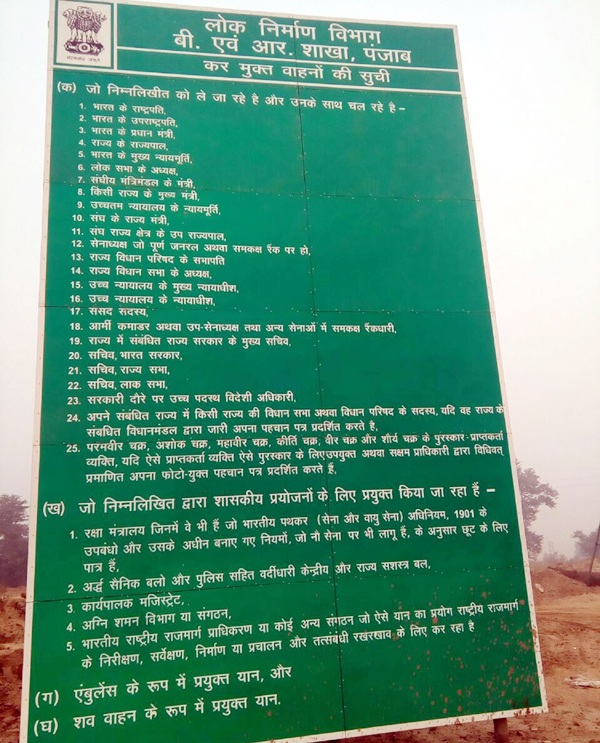 लोक निर्माण विभाग
बी. एवं आर. शाखा, पंजाब
कर मुक्त वाहनों की सुची
(क) जो निम्नलिखीत को ले जा रहे है और उनके साथ चल रहे है –
1. भारत के राष्ट्रपति,
2. भारत के उपराष्ट्रपति,
3. भारत के प्रधान मंत्री,
4. राज्य के राज्यपाल,
5. भारत के मुख्य न्यायमूर्ति,
6. लोक सभा के अध्यक्ष,
7. संघीय मंत्रिमंडल के मंत्री,
8. किसी राज्य के मुख्य मंत्री,
9. उच्चतम न्यायालय के न्यायमूर्ति,
10. संघ के राज्य मंत्री,
11. संघ राज्य क्षेत्र के उप राज्यपाल,
12. सेनाध्यक्ष जो पूर्ण जनरल अथवा समकक्ष रैंक पर हो,
13. राज्य विधान परिषद के सभापति
14. राज्य विधान सभा के अध्यक्ष,
15. उच्च न्यायालय के मुख्य न्यायाधीश,
16. उच्च न्यायालय के न्यायाधीश,
17. संसद सदस्य,
18. आर्मी कमाडर अथवा उप-सेनाध्यक्ष तथा अन्य सेनाओं में समकक्ष रैंकधारी,
19. राज्य में संबंधित राज्य सरकार के मुख्य सचिव,
20. सचिव, भारत सरकार,
21. सचिव, राज्य सभा,
22. सचिव, लाक सभा,
23. सरकारी दौरे पर उच्च पदस्थ विदेशी अधिकारी,
24. अपने संबंधित राज्य में किसी राज्य की विधान सभा अथवा विधान परिषद के सदस्य, यदि वह राज्य के
संबंधित विधानमंडल द्वारा जारी अपना पहचान पत्र प्रदर्शित करते है,
25. परमवीर चक्र, अशोक चक्र, महावीर चक्र, कीर्ति चक्र, वीर चक्र और शौर्य चक्र के पुरस्कार-प्राप्तकर्ता
व्यक्ति, यदि ऐसे प्राप्तकर्ता व्यक्ति ऐसे पुरस्कार के लिएउपयुक्त अथवा सक्षम प्राधिकारी द्वारा विधिवत्
प्रमाणित अपना फोटो-युक्त पहचान पत्र प्रदर्शित करते हैं,
(ख) जो निम्नलिखित द्वारा शासकीय प्रयोजनों के लिए प्रयुक्त किया जा रहा हैं –
1. रक्षा मंत्रालय जिनमें वे भी हैं जो भारतीय पथकर (सेना और वायु सेना) अधिनियम, 1901 के
उपबंधो और उसके अधीन बनाए गए नियमों, जो नौ सेना पर भी लागू हैं, के अनुसार छूट के लिए
पात्र हैं,
2. अर्द्ध सैनिक बलो और पुलिस सहित वर्दीधारी केन्द्रीय और राज्य सशस्त्र बल,
3. कार्यपालक मजिस्ट्रेट,
4. अग्नि शमन विभाग या संगठन,
5. भारतीय राष्ट्रीय राजमार्ग प्राधिकरण या कोई अन्य संगठन जो ऐसे यान का प्रयोग राष्ट्रीय राजमार्ग
के निरीक्षण, सर्वेक्षण, निर्माण या प्रचालन और तत्संबंधी रखरखाव के लिए कर रहा है
(ग) एंबुलेंस के रूप में प्रयुक्त यान, और
(घ) शव वाहन के रूप में प्रयुक्त यान.